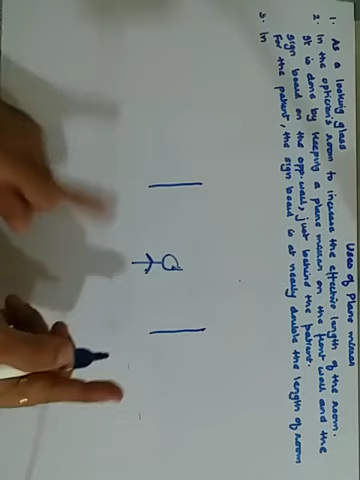 Uses of Plane mirror
1. As a looking glass
2. In the optician's room to increase the effective length of the room.
It is done by keeping a plane mirror on the front wall and the
sign board on the opp. wall, just behind the patient.
For the patient, the sign board is at nearly double the length of room
3. In